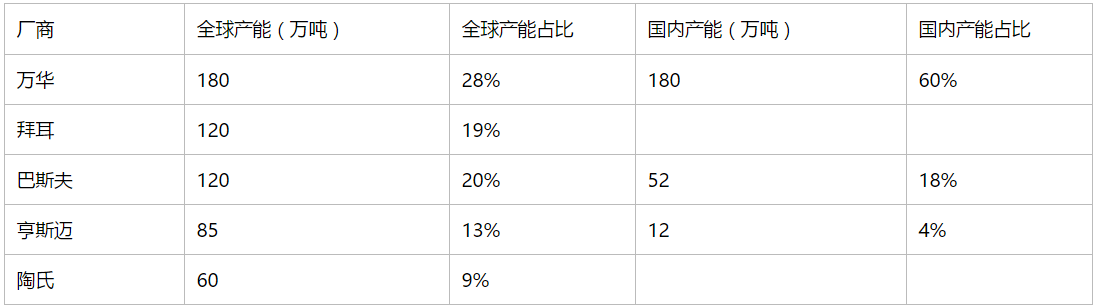 厂商 全球产能（万吨） 全球产能占比 国内产能（万吨） 国内产能占比
万华 180 28% 180 60%
拜耳 120 19%
巴斯夫 120 20% 52 18%
亨斯迈 85 13% 12 4%
陶氏 60 9%